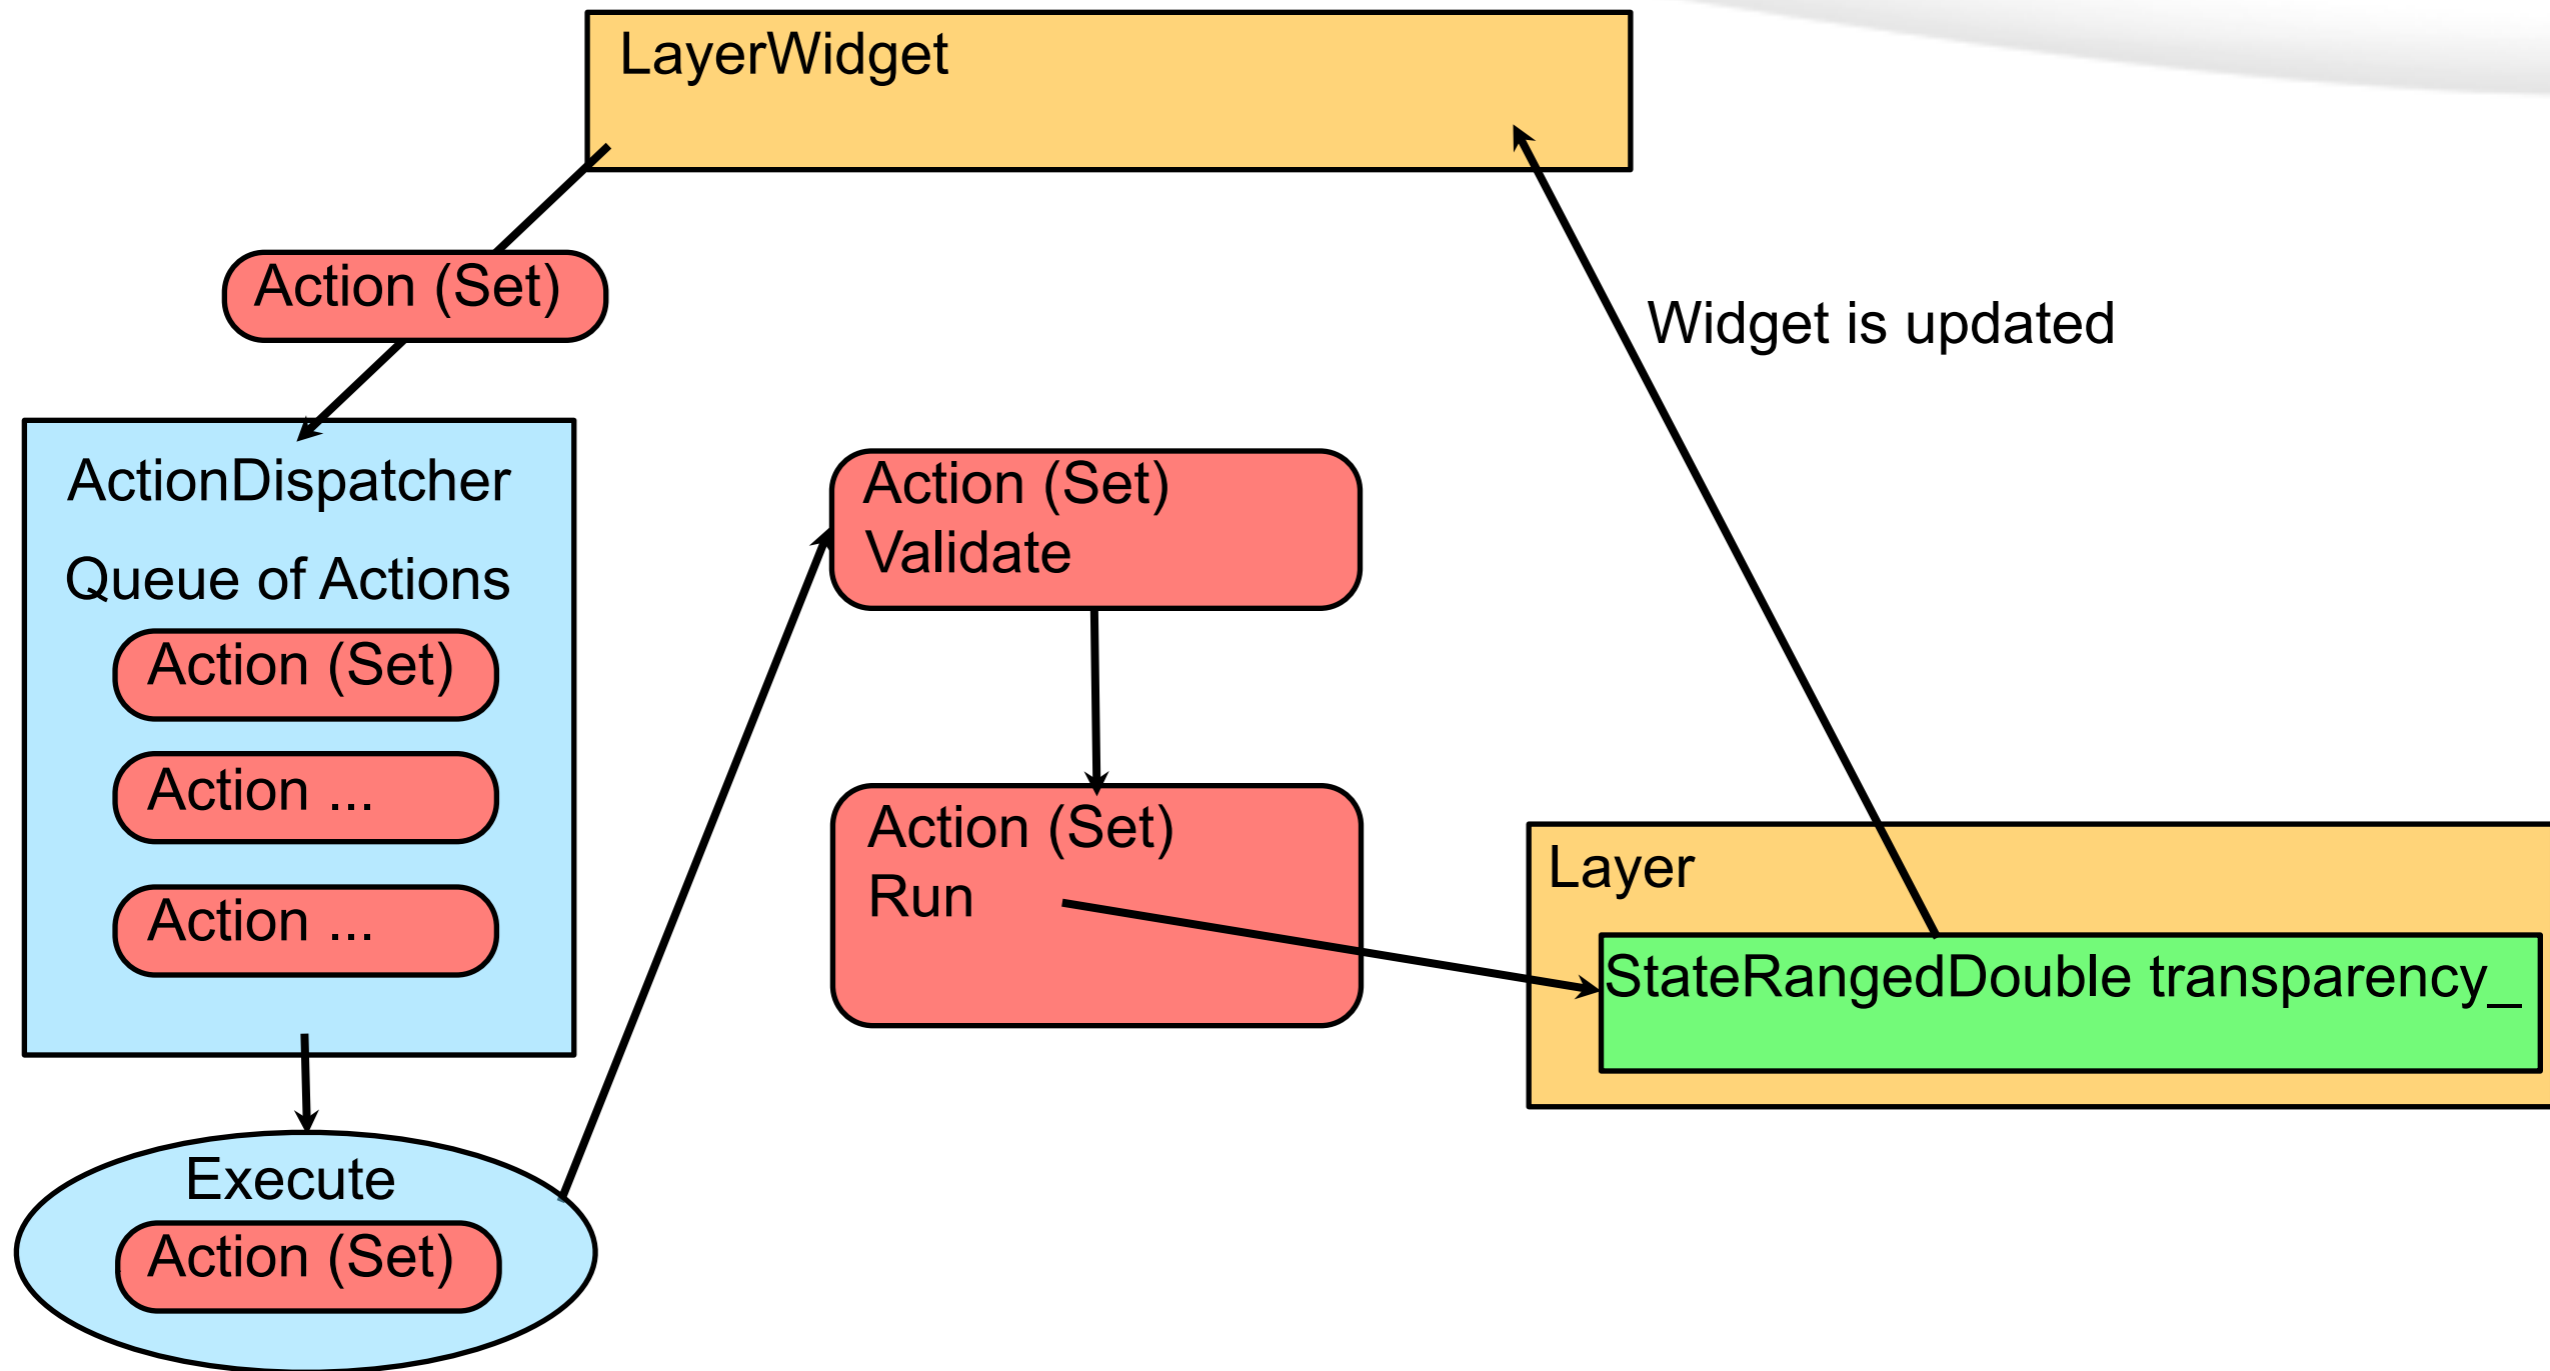 LayerWidget
Action (Set)
Widget is updated
ActionDispatcher
Queue of Actions
Action (Set)
Action ...
Action ...
Execute
Action (Set)
Action (Set)
Validate
Action (Set)
Run
Layer
StateRangedDouble transparency_